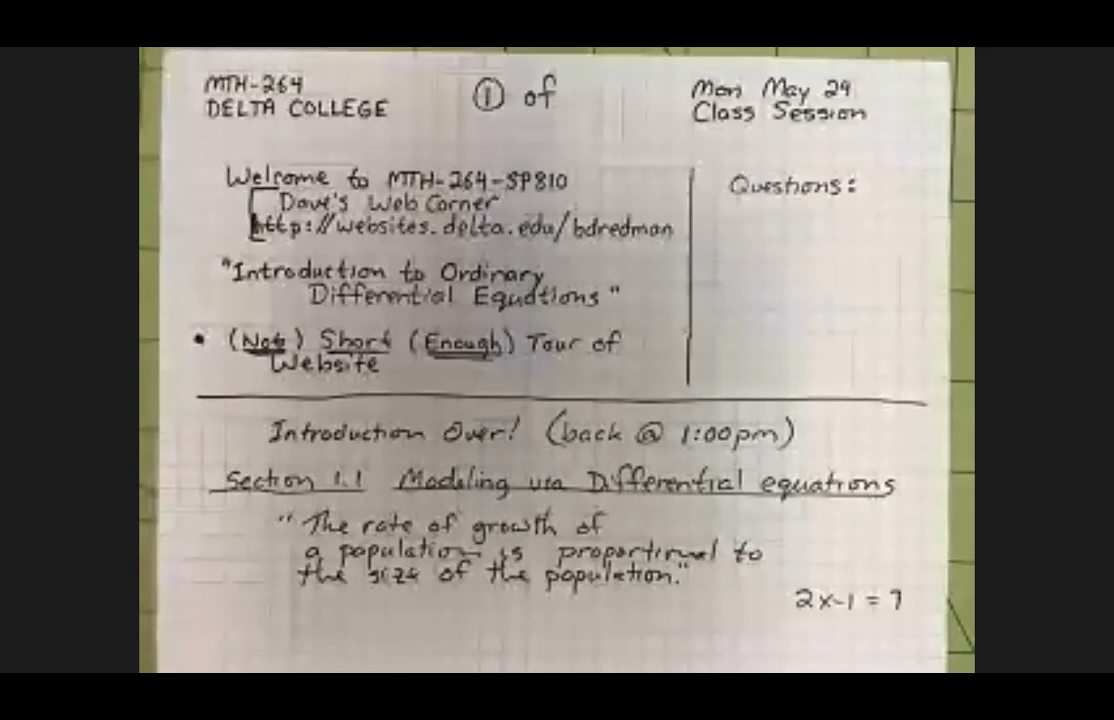 MTH-264
DELTA COLLEGE
① of
Mon May 29
Class Session
Welcome to MTH-264-SP810
Dave's Web Corner
http://websites.delta.edu/bdredman
"Introduction to Ordinary
Differential Equations"
• (Not) Short (Enough) Tour of
Website
Questions:
Introduction Over! (back @ 1:00pm)
Section 1.1 Modeling via Differential equations
"The rate of growth of
a population is proportional to
the size of the population."
2x-1 = 7